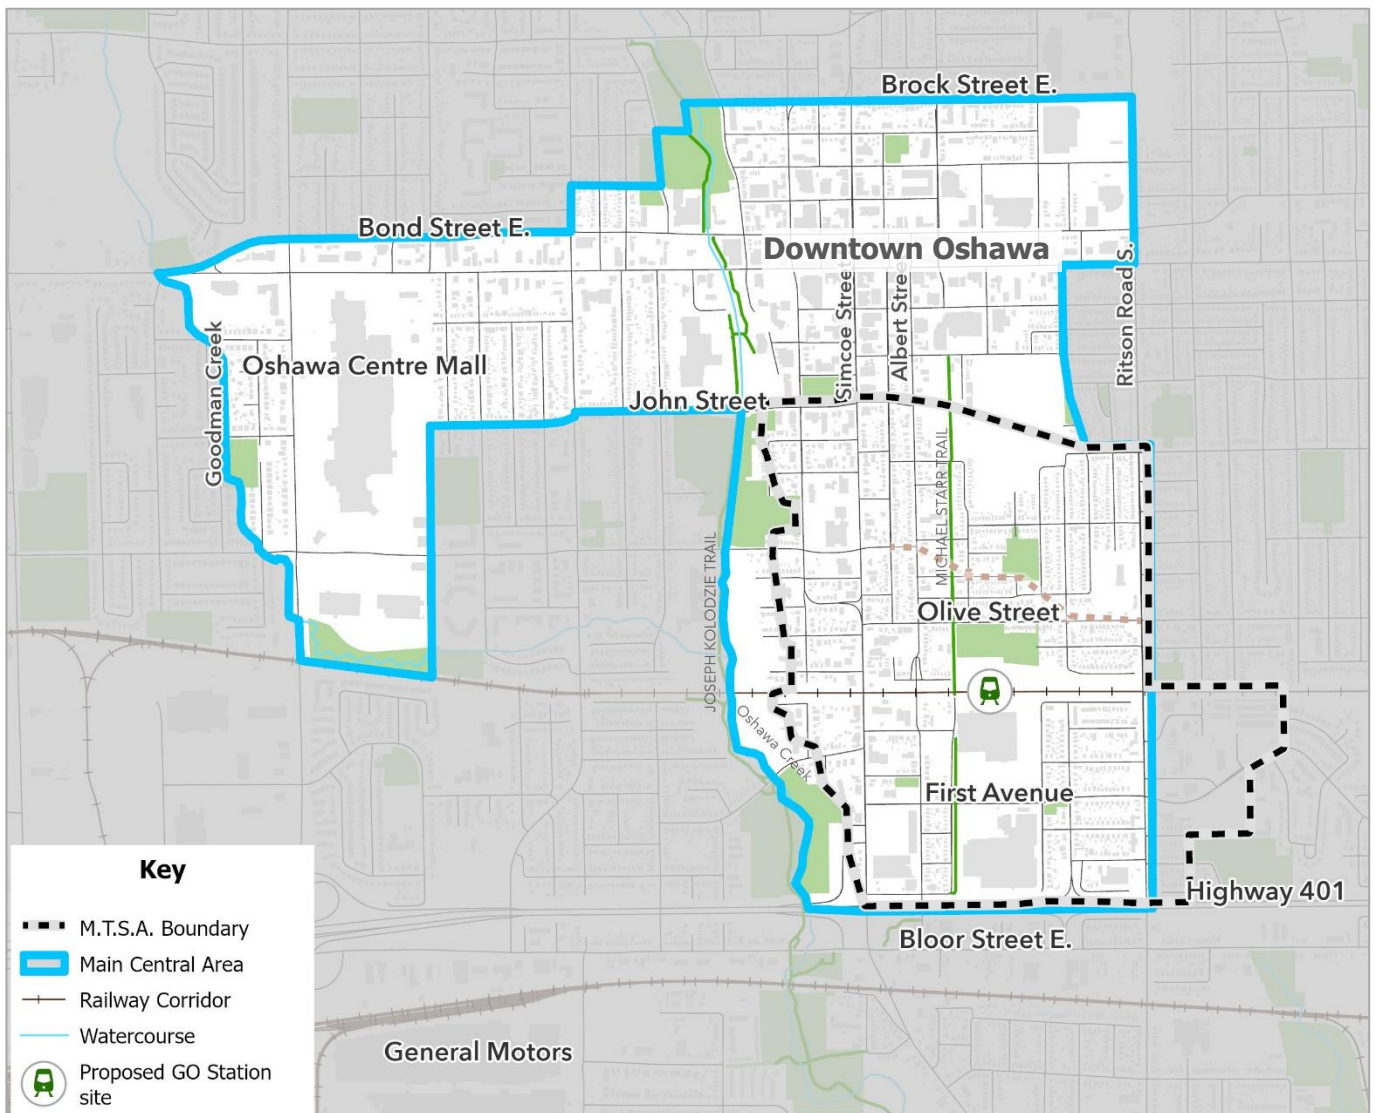 Brock Street E.
Bond Street E.
Downtown Oshawa
Ritson Road S.
Simcoe Street
Albert Stree
Goodman Creek
Oshawa Centre Mall
John Street
MICHAEL STARR TRAIL
JOSEPH KOLODZIE TRAIL
Olive Street
Oshawa Creek
First Avenue
Highway 401
Bloor Street E.
General Motors
Key
M.T.S.A. Boundary
Main Central Area
Railway Corridor
Watercourse
Proposed GO Station
site